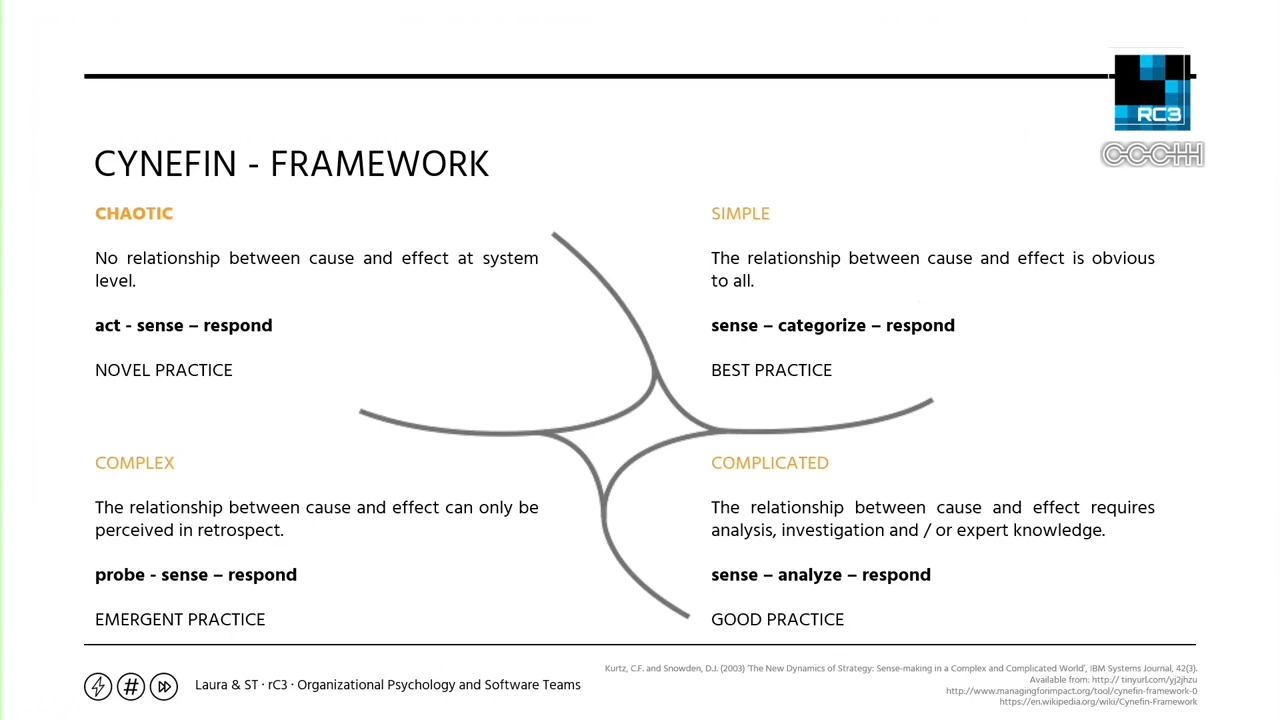 RC3
CCCHH
CYNEFIN - FRAMEWORK
CHAOTIC
No relationship between cause and effect at system
level.
act - sense – respond
NOVEL PRACTICE
SIMPLE
The relationship between cause and effect is obvious
to all.
sense – categorize – respond
BEST PRACTICE
COMPLEX
The relationship between cause and effect can only be
perceived in retrospect.
probe - sense – respond
EMERGENT PRACTICE
COMPLICATED
The relationship between cause and effect requires
analysis, investigation and / or expert knowledge.
sense – analyze – respond
GOOD PRACTICE
#
Laura & ST · rC3 · Organizational Psychology and Software Teams
Kurtz, C.F. and Snowden, D.J. (2003) 'The New Dynamics of Strategy: Sense-making in a Complex and Complicated World', IBM Systems Journal, 42(3).
Available from: http:// tinyurl.com/yj2jhzu
http://www.managingforimpact.org/tool/cynefin-framework-0
https://en.wikipedia.org/wiki/Cynefin-Framework